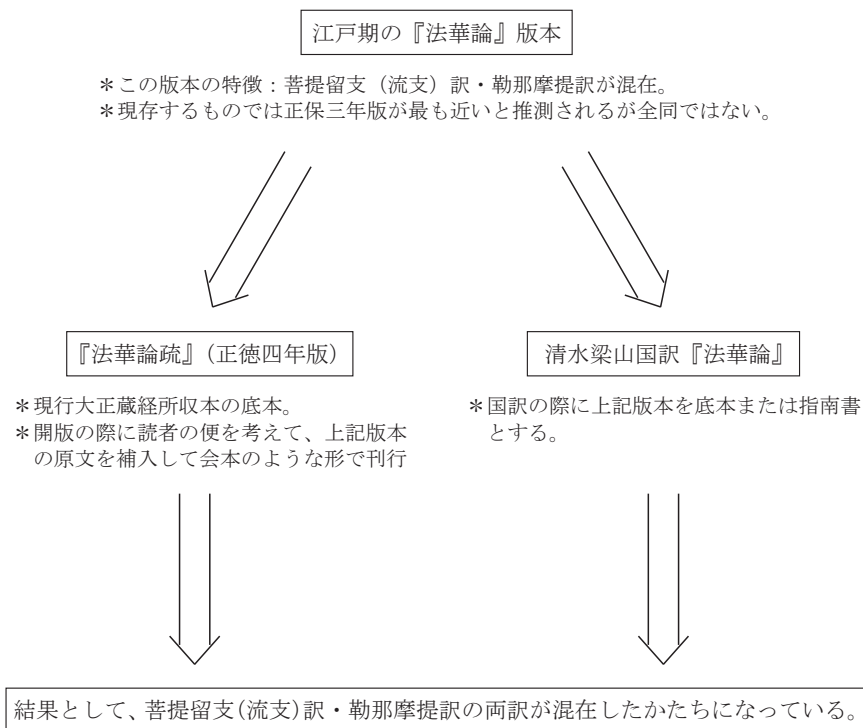 江戸期の『法華論』版本
＊この版本の特徴：菩提留支（流支）訳・勒那摩提訳が混在。
＊現存するものでは正保三年版が最も近いと推測されるが全同ではない。
『法華論疏』（正徳四年版）
＊現行大正蔵経所収本の底本。
＊開版の際に読者の便を考えて、上記版本
の原文を補入して会本のような形で刊行
清水梁山国訳『法華論』
＊国訳の際に上記版本を底本または指南書
とする。
結果として、菩提留支(流支)訳・勒那摩提訳の両訳が混在したかたちになっている。